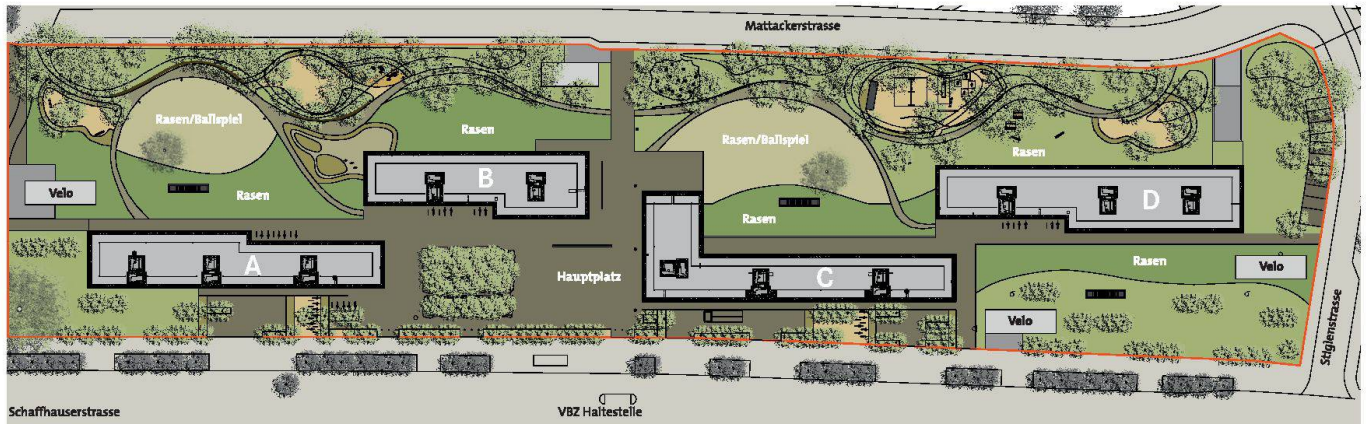 Mattackerstrasse
Rasen/Ballspiel
Rasen
Rasen/Ballspiel
Rasen
B
Velo
Rasen
D
Rasen
A
Hauptplatz
C
Rasen
Velo
Velo
Stiglenstrasse
Schaffhauserstrasse
VBZ Haltestelle